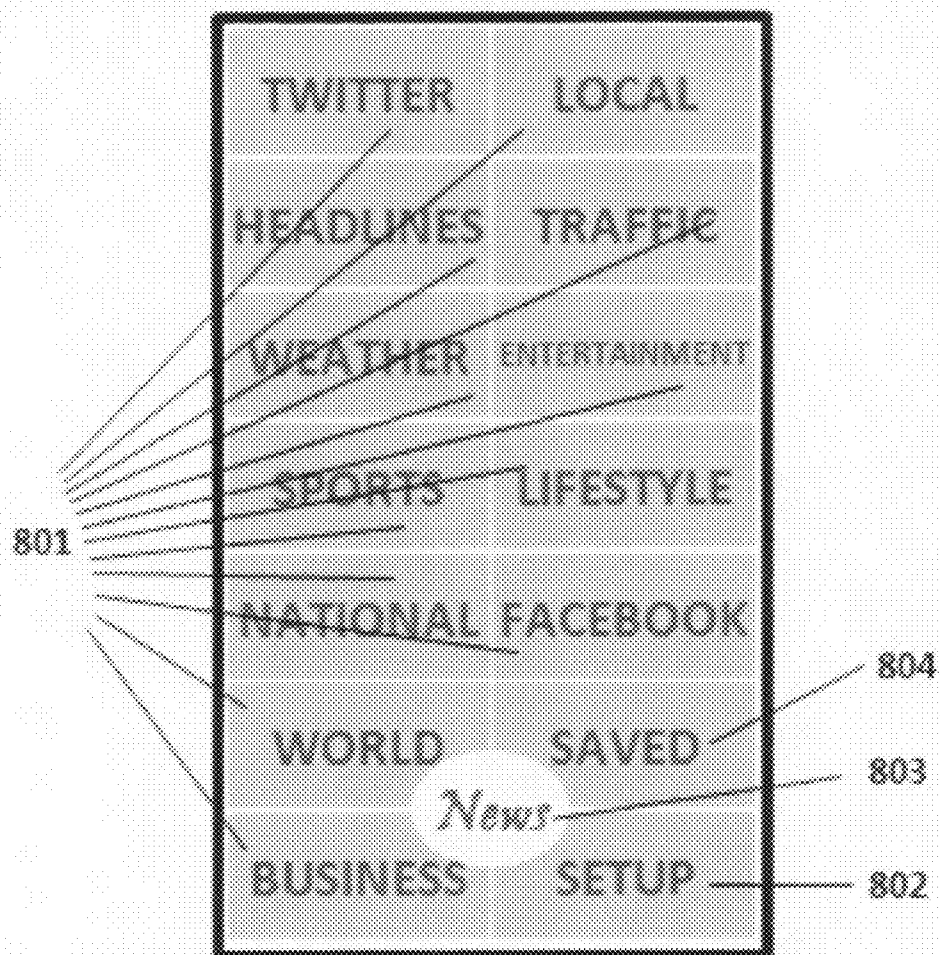 TWITTER LOCAL
HEADLINES TRAFFIC
WEATHER ENTERTAINMENT
SPORTS LIFESTYLE
801
NATIONAL FACEBOOK
804
WORLD SAVED
803
News
BUSINESS SETUP 802